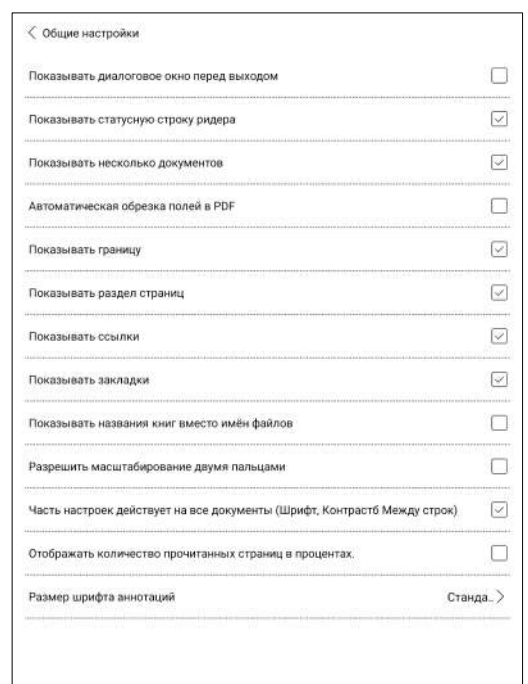 Общие настройки
Показывать диалоговое окно перед выходом
Показывать статусную строку ридера
Показывать несколько документов
Автоматическая обрезка полей в PDF
Показывать границу
Показывать раздел страниц
Показывать ссылки
Показывать закладки
Показывать названия книг вместо имён файлов
Разрешить масштабирование двумя пальцами
Часть настроек действует на все документы (Шрифт, Контрастб Между строк)
Отображать количество прочитанных страниц в процентах.
Размер шрифта аннотаций Станда..